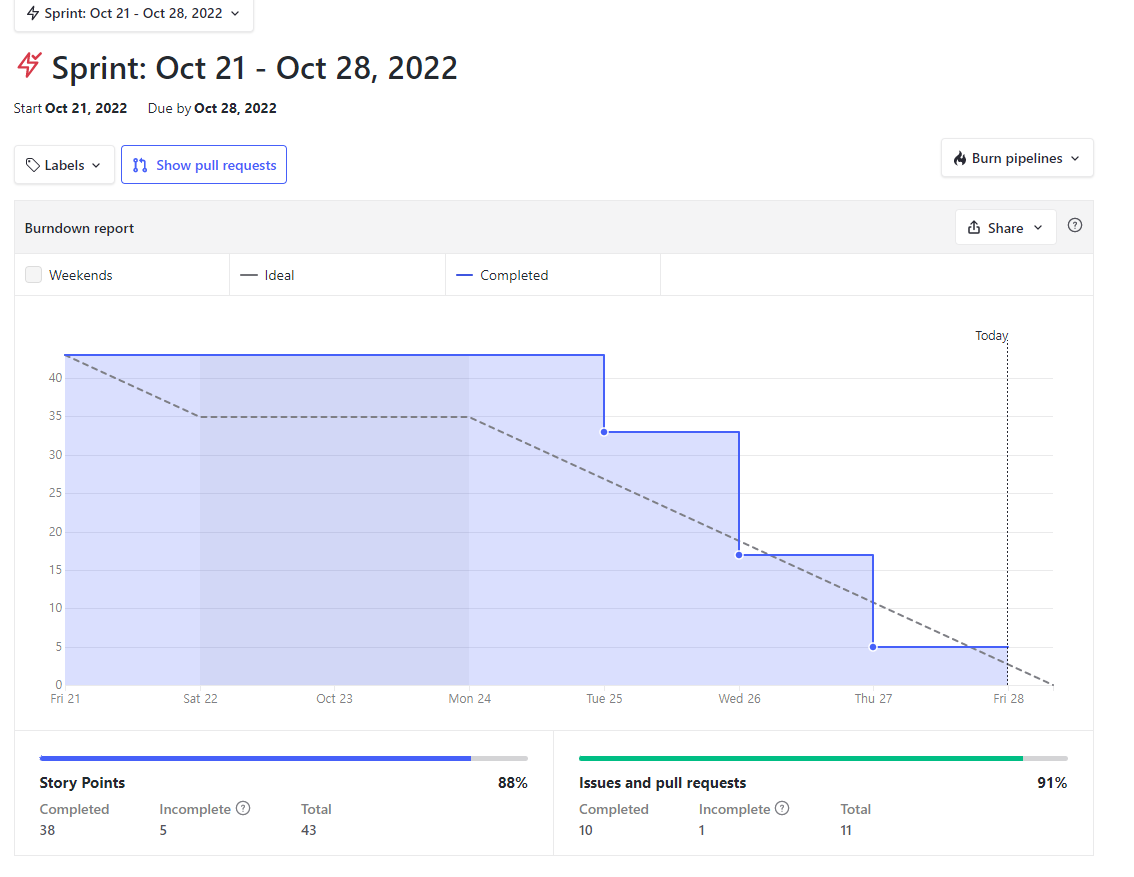 Sprint: Oct 21 - Oct 28, 2022
Sprint: Oct 21 - Oct 28, 2022
Start Oct 21, 2022 Due by Oct 28, 2022
Labels Show pull requests Burn pipelines
Burndown report Share
Weekends Ideal Completed
Today
40
35
30
25
20
15
10
5
0
Fri 21 Sat 22 Oct 23 Mon 24 Tue 25 Wed 26 Thu 27 Fri 28
Story Points 88%
Completed Incomplete ? Total
38 5 43
Issues and pull requests 91%
Completed Incomplete ? Total
10 1 11